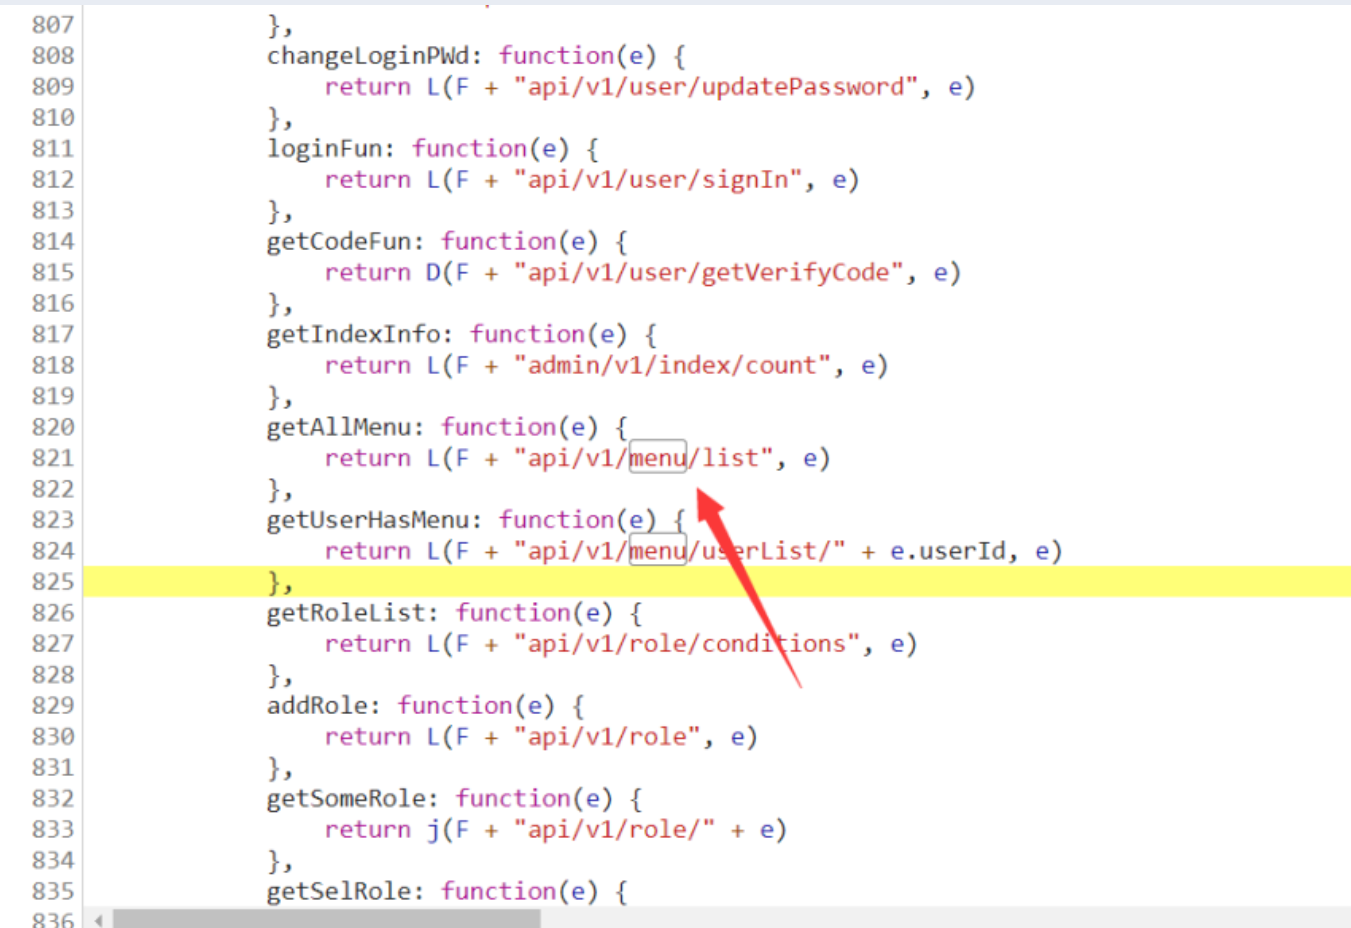 807 },
808 changeLoginPWd: function(e) {
809 return L(F + "api/v1/user/updatePassword", e)
810 },
811 loginFun: function(e) {
812 return L(F + "api/v1/user/signIn", e)
813 },
814 getCodeFun: function(e) {
815 return D(F + "api/v1/user/getVerifyCode", e)
816 },
817 getIndexInfo: function(e) {
818 return L(F + "admin/v1/index/count", e)
819 },
820 getAllMenu: function(e) {
821 return L(F + "api/v1/menu/list", e)
822 },
823 getUserHasMenu: function(e) {
824 return L(F + "api/v1/menu/userList/" + e.userId, e)
825 },
826 getRoleList: function(e) {
827 return L(F + "api/v1/role/conditions", e)
828 },
829 addRole: function(e) {
830 return L(F + "api/v1/role", e)
831 },
832 getSomeRole: function(e) {
833 return j(F + "api/v1/role/" + e)
834 },
835 getSelRole: function(e) {
836